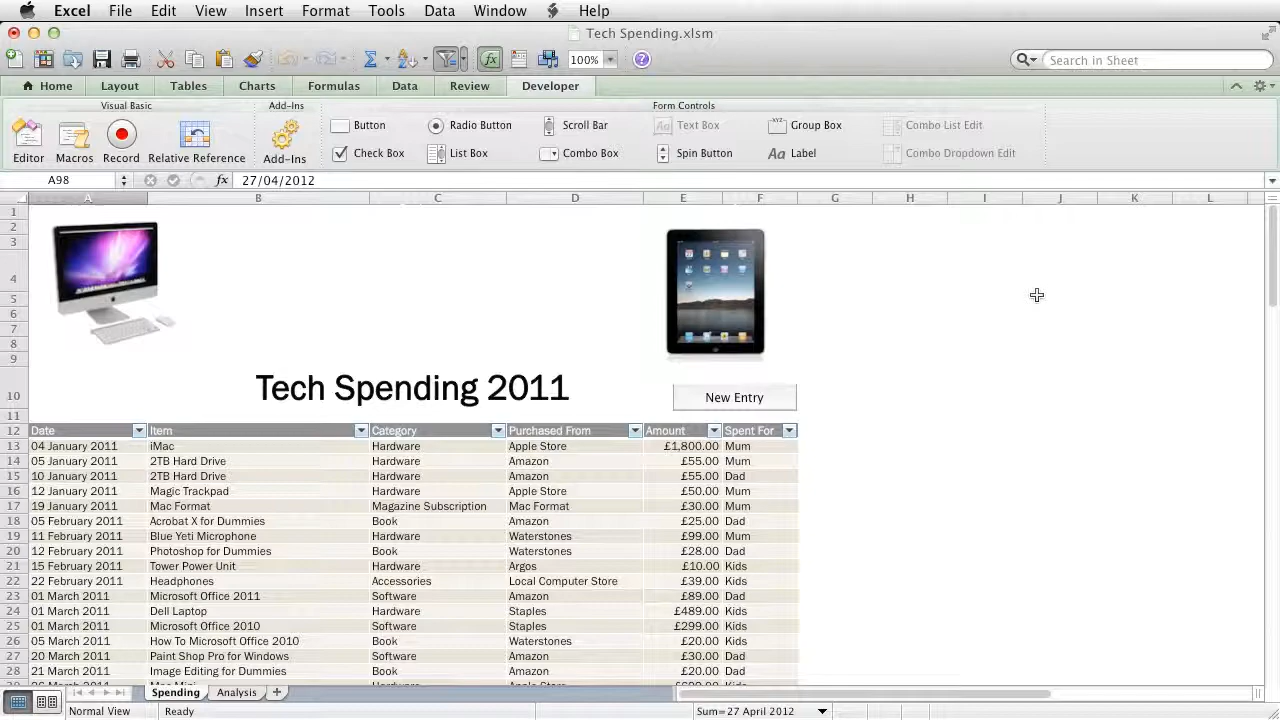 Excel File Edit View Insert Format Tools Data Window Help
Tech Spending.xlsm
100% Search in Sheet
Home Layout Tables Charts Formulas Data Review Developer
Visual Basic Add-Ins Form Controls
Button Radio Button Scroll Bar Text Box Group Box Combo List Edit
Check Box List Box Combo Box Spin Button Label Combo Dropdown Edit
Editor Macros Record Relative Reference Add-Ins
A98 fx 27/04/2012
A B C D E F G H I J K L
1
2
3
4
5
6
7
8
9
10 Tech Spending 2011 New Entry
11
12 Date Item Category Purchased From Amount Spent For
13 04 January 2011 iMac Hardware Apple Store £1,800.00 Mum
14 05 January 2011 2TB Hard Drive Hardware Amazon £55.00 Mum
15 10 January 2011 2TB Hard Drive Hardware Amazon £55.00 Dad
16 12 January 2011 Magic Trackpad Hardware Apple Store £50.00 Mum
17 19 January 2011 Mac Format Magazine Subscription Mac Format £30.00 Mum
18 05 February 2011 Acrobat X for Dummies Book Amazon £25.00 Dad
19 11 February 2011 Blue Yeti Microphone Hardware Waterstones £99.00 Mum
20 12 February 2011 Photoshop for Dummies Book Waterstones £28.00 Dad
21 15 February 2011 Tower Power Unit Hardware Argos £10.00 Kids
22 22 February 2011 Headphones Accessories Local Computer Store £39.00 Kids
23 01 March 2011 Microsoft Office 2011 Software Amazon £89.00 Dad
24 01 March 2011 Dell Laptop Hardware Staples £489.00 Kids
25 01 March 2011 Microsoft Office 2010 Software Staples £299.00 Kids
26 05 March 2011 How To Microsoft Office 2010 Book Waterstones £20.00 Kids
27 20 March 2011 Paint Shop Pro for Windows Software Amazon £30.00 Dad
28 21 March 2011 Image Editing for Dummies Book Amazon £20.00 Dad
Spending Analysis
Normal View Ready Sum=27 April 2012